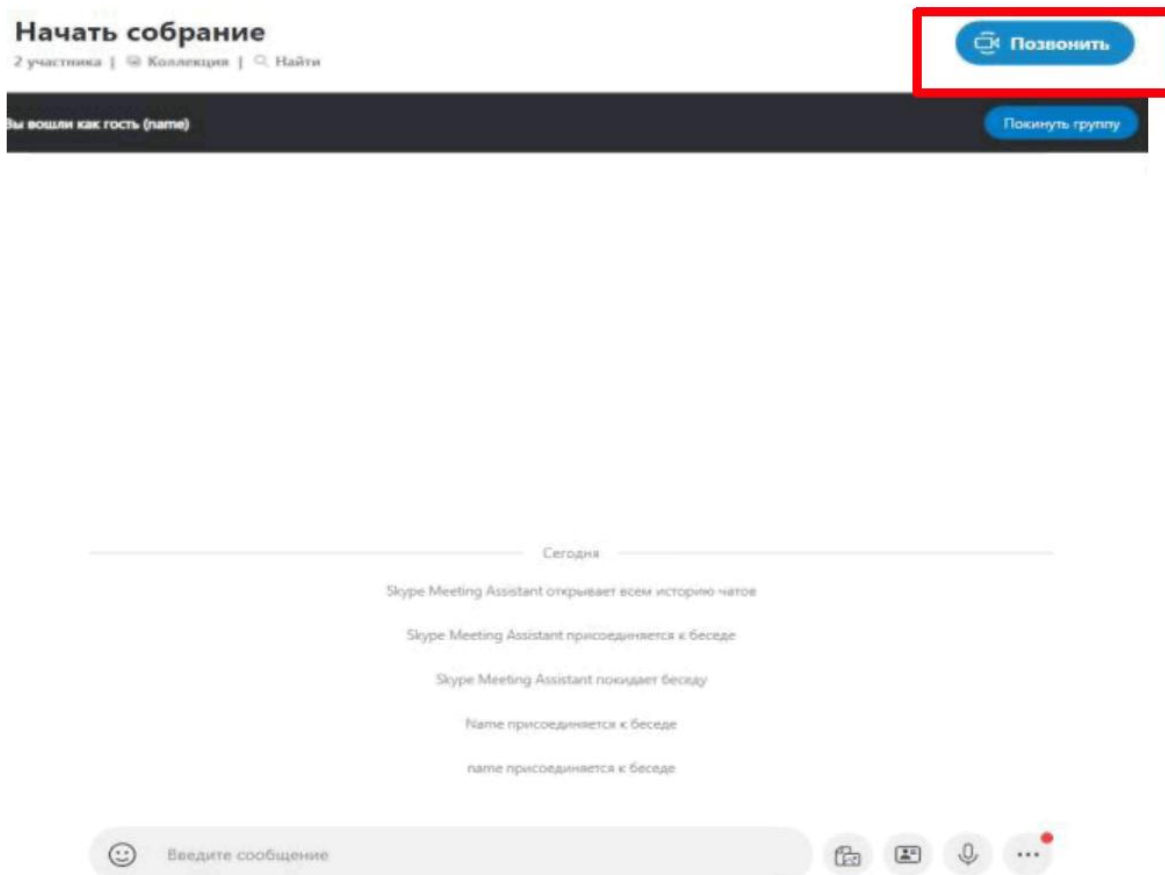 Начать собрание
Позвонить
2 участника | Коллекция | Найти
Вы вошли как гость (name)
Покинуть группу
Сегодня
Skype Meeting Assistant открывает всем историю чатов
Skype Meeting Assistant присоединяется к беседе
Skype Meeting Assistant покидает беседу
Name присоединяется к беседе
name присоединяется к беседе
Введите сообщение